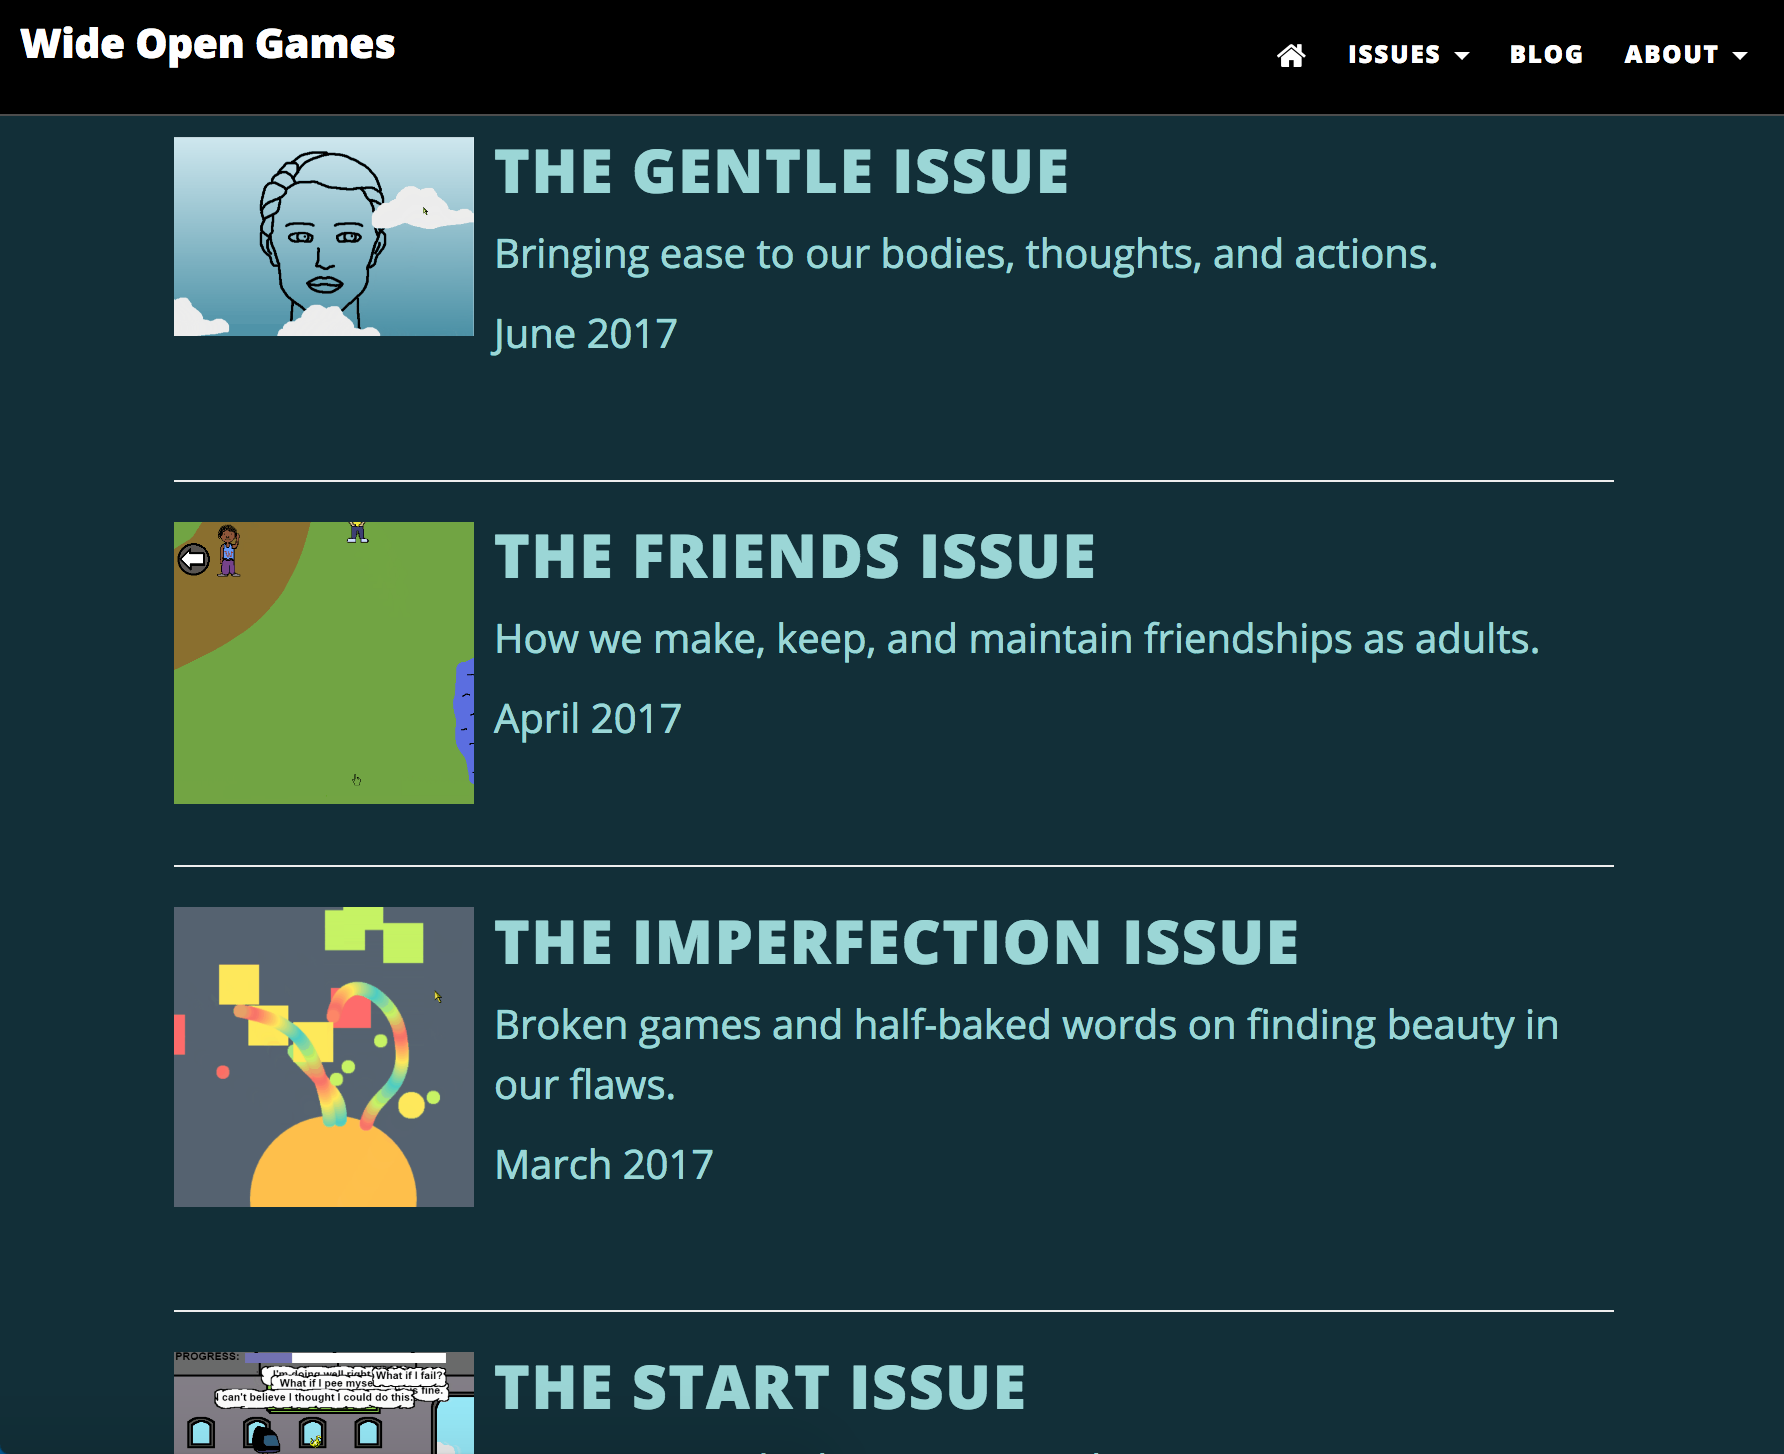 Wide Open Games
ISSUES
BLOG
ABOUT
THE GENTLE ISSUE
Bringing ease to our bodies, thoughts, and actions.
June 2017
THE FRIENDS ISSUE
How we make, keep, and maintain friendships as adults.
April 2017
THE IMPERFECTION ISSUE
Broken games and half-baked words on finding beauty in
our flaws.
March 2017
PROGRESS:
I'm doing well right
What if I fail?
What if I pee myse
s fine.
I can't believe I thought I could do this.
THE START ISSUE